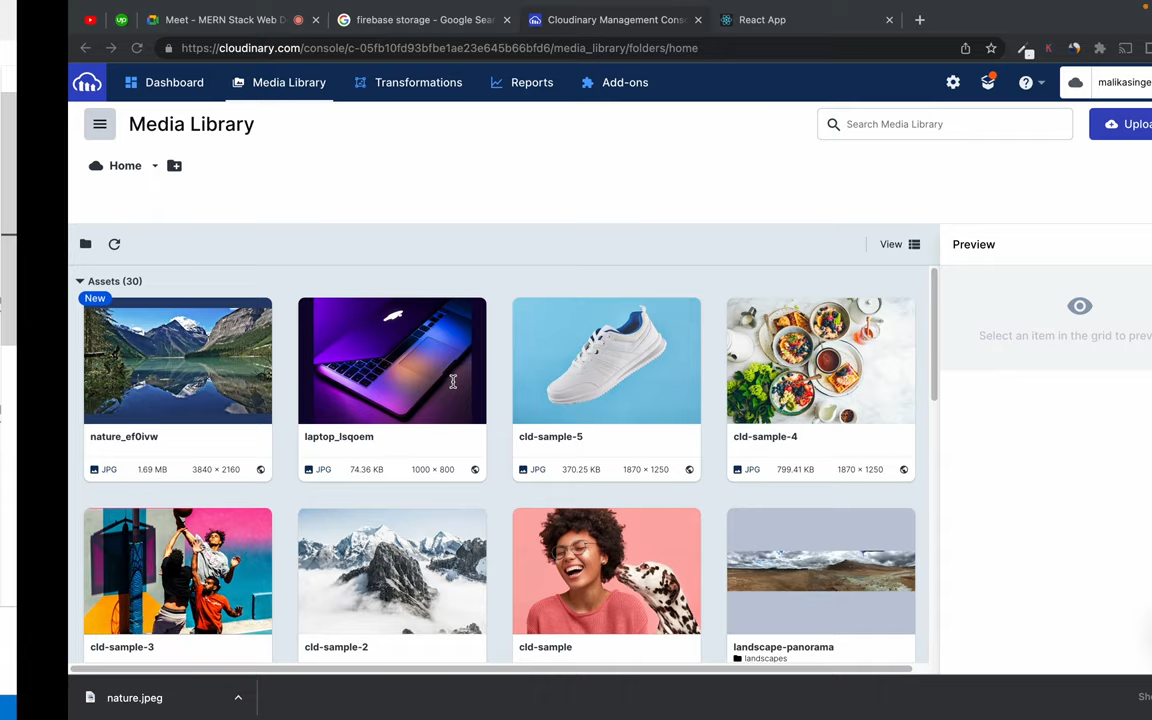 Meet - MERN Stack Web D
firebase storage - Google Sear
Cloudinary Management Cons
React App
https://cloudinary.com/console/c-05fb10fd93bfbe1ae23e645b66bfd6/media_library/folders/home
Dashboard
Media Library
Transformations
Reports
Add-ons
malikasinge
Media Library
Search Media Library
Uploa
Home
View
Preview
Assets (30)
New
Select an item in the grid to prev
nature_ef0ivw
laptop_lsqoem
cld-sample-5
cld-sample-4
JPG 1.69 MB 3840 × 2160
JPG 74.36 KB 1000 × 800
JPG 370.25 KB 1870 × 1250
JPG 799.41 KB 1870 × 1250
cld-sample-3
cld-sample-2
cld-sample
landscape-panorama
landscapes
nature.jpeg
Sh